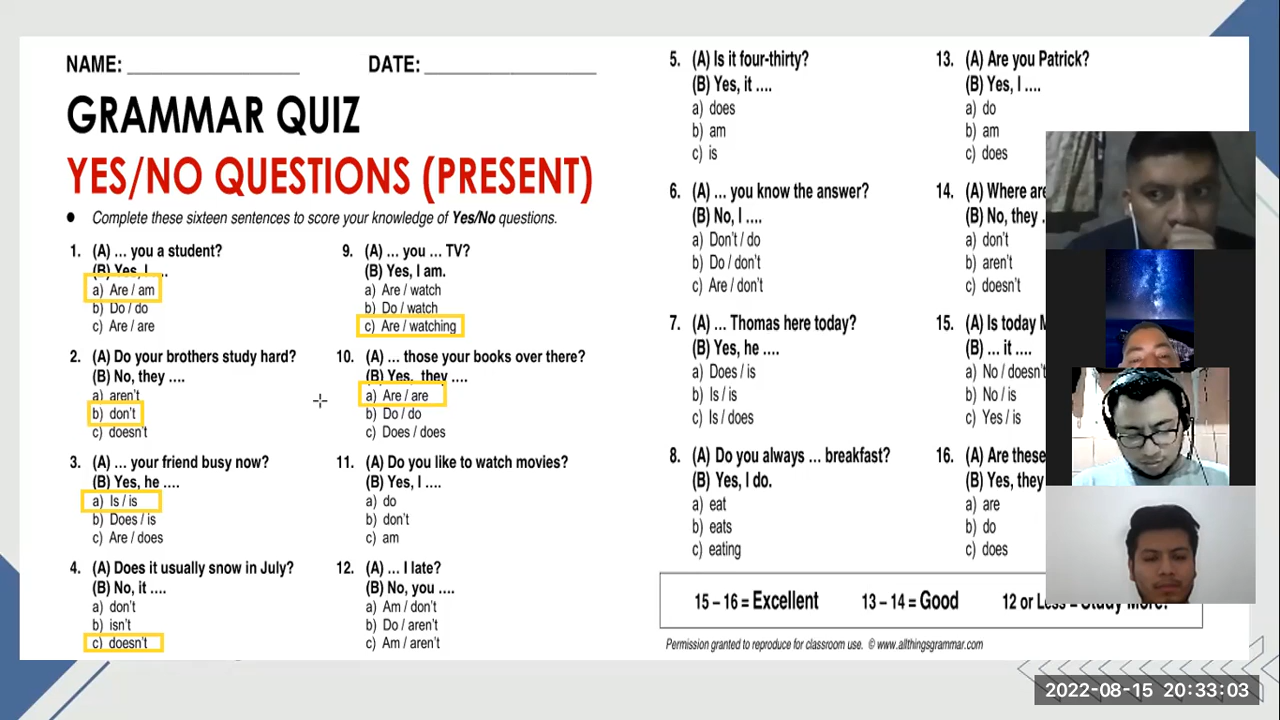 NAME: _______________ DATE: _______________
GRAMMAR QUIZ
YES/NO QUESTIONS (PRESENT)
● Complete these sixteen sentences to score your knowledge of Yes/No questions.
1. (A) … you a student?
(B) Yes, I ….
a) Are / am
b) Do / do
c) Are / are
2. (A) Do your brothers study hard?
(B) No, they ….
a) aren't
b) don't
c) doesn't
3. (A) … your friend busy now?
(B) Yes, he ….
a) Is / is
b) Does / is
c) Are / does
4. (A) Does it usually snow in July?
(B) No, it ….
a) don't
b) isn't
c) doesn't
9. (A) … you … TV?
(B) Yes, I am.
a) Are / watch
b) Do / watch
c) Are / watching
10. (A) … those your books over there?
(B) Yes, they ….
a) Are / are
b) Do / do
c) Does / does
11. (A) Do you like to watch movies?
(B) Yes, I ….
a) do
b) don't
c) am
12. (A) … I late?
(B) No, you ….
a) Am / don't
b) Do / aren't
c) Am / aren't
5. (A) Is it four-thirty?
(B) Yes, it ….
a) does
b) am
c) is
6. (A) … you know the answer?
(B) No, I ….
a) Don't / do
b) Do / don't
c) Are / don't
7. (A) … Thomas here today?
(B) Yes, he ….
a) Does / is
b) Is / is
c) Is / does
8. (A) Do you always … breakfast?
(B) Yes, I do.
a) eat
b) eats
c) eating
13. (A) Are you Patrick?
(B) Yes, I ….
a) do
b) am
c) does
14. (A) Where are
(B) No, they
a) don't
b) aren't
c) doesn't
15. (A) Is today
(B) … it ….
a) No / doesn't
b) No / is
c) Yes / is
16. (A) Are these
(B) Yes, they
a) are
b) do
c) does
15 – 16 = Excellent 13 – 14 = Good 12 or Less = Study More!
Permission granted to reproduce for classroom use. © www.allthingsgrammar.com
2022-08-15 20:33:03